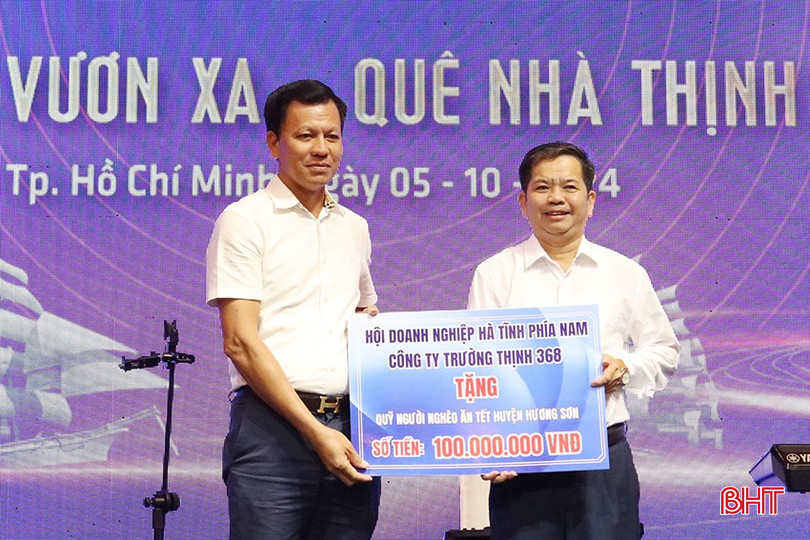 VƯƠN XA QUÊ NHÀ THỊNH
Tp. Hồ Chí Minh, Ngày 05 - 10 - 4
HỘI DOANH NGHIỆP HÀ TĨNH PHÍA NAM
CÔNG TY TRƯỜNG THỊNH 368
TẶNG
QUỸ NGƯỜI NGHÈO ĂN TẾT HUYỆN HƯƠNG SƠN
SỐ TIỀN: 100.000.000 VNĐ
BHT